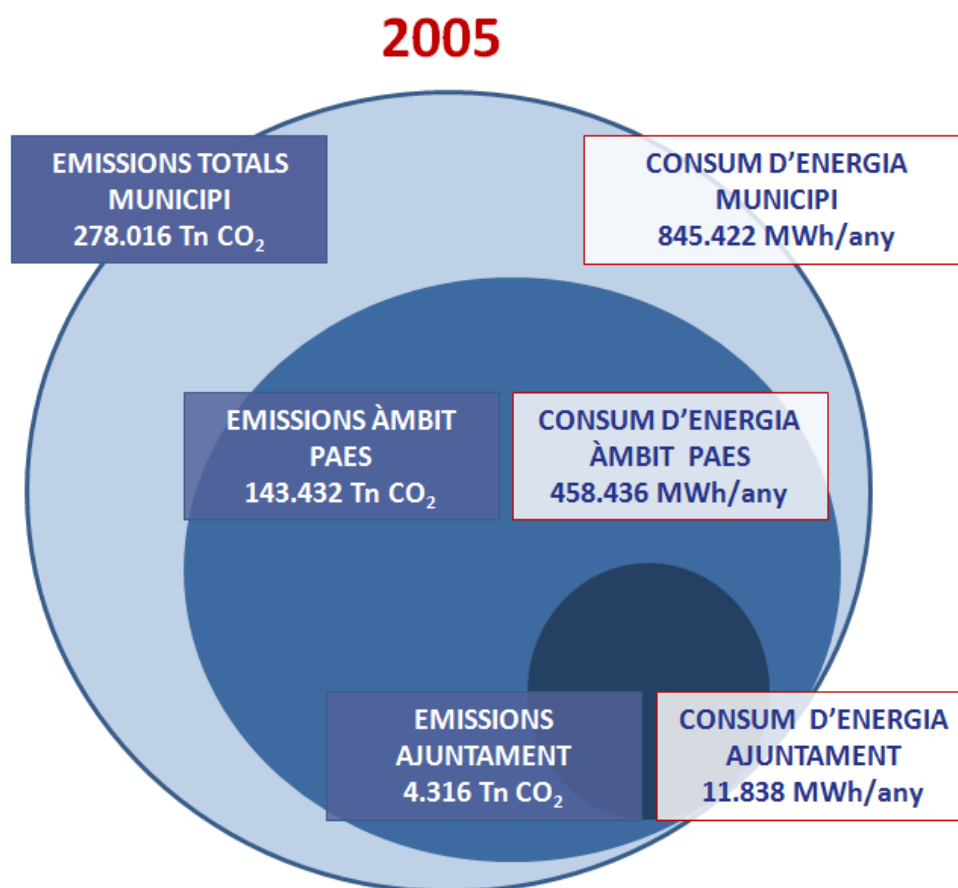 2005
EMISSIONS TOTALS
MUNICIPI
278.016 Tn CO₂
CONSUM D'ENERGIA
MUNICIPI
845.422 MWh/any
EMISSIONS ÀMBIT
PAES
143.432 Tn CO₂
CONSUM D'ENERGIA
ÀMBIT PAES
458.436 MWh/any
EMISSIONS
AJUNTAMENT
4.316 Tn CO₂
CONSUM D'ENERGIA
AJUNTAMENT
11.838 MWh/any